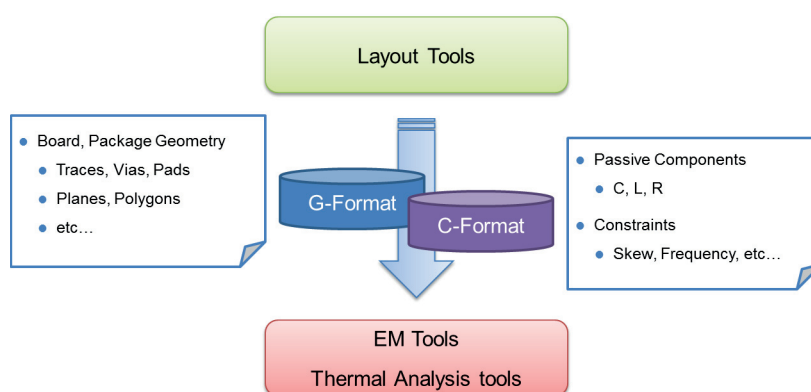 Layout Tools
Board, Package Geometry
Traces, Vias, Pads
Planes, Polygons
etc…
G-Format
C-Format
Passive Components
C, L, R
Constraints
Skew, Frequency, etc…
EM Tools
Thermal Analysis tools